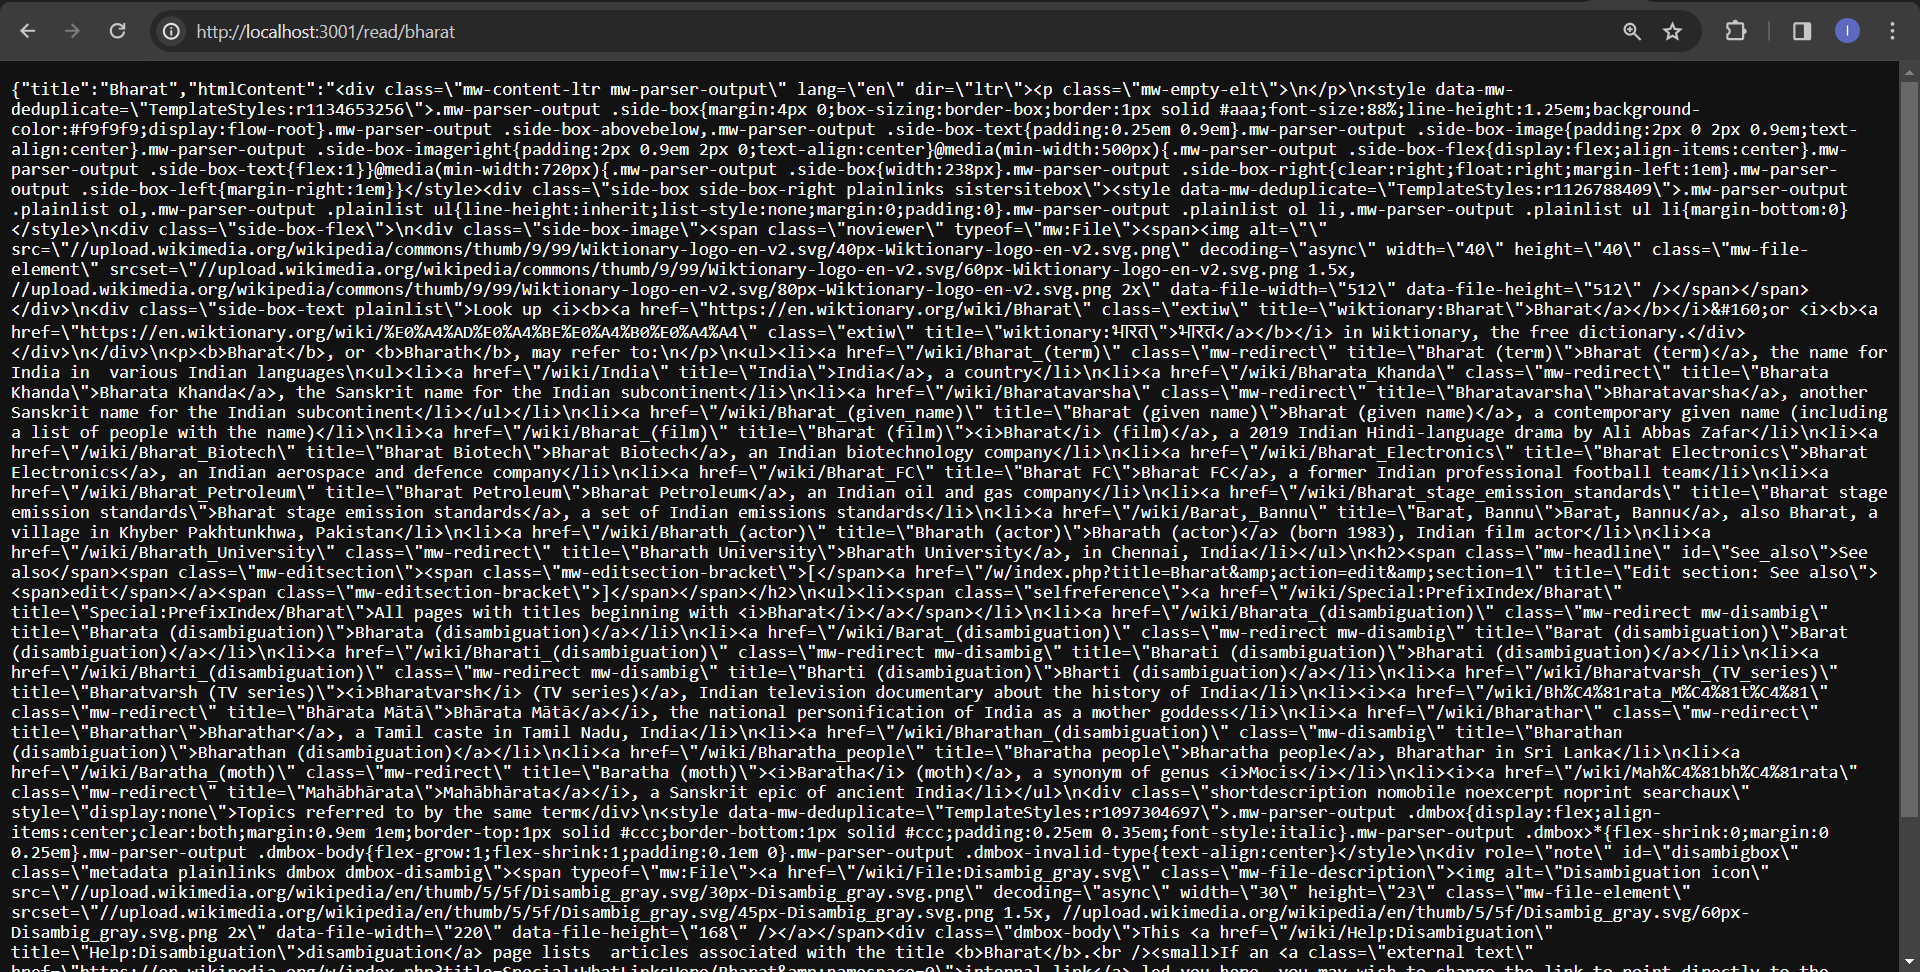 http://localhost:3001/read/bharat
I
{"title":"Bharat","htmlContent":"<div class=\"mw-content-ltr mw-parser-output\" lang=\"en\" dir=\"ltr\"><p class=\"mw-empty-elt\">\n</p>\n<style data-mw-
deduplicate=\"TemplateStyles:r1134653256\">.mw-parser-output .side-box{margin:4px 0;box-sizing:border-box;border:1px solid #aaa;font-size:88%;line-height:1.25em;background-
color:#f9f9f9;display:flow-root}.mw-parser-output .side-box-abovebelow,.mw-parser-output .side-box-text{padding:0.25em 0.9em}.mw-parser-output .side-box-image{padding:2px 0 2px 0.9em;text-
align:center}.mw-parser-output .side-box-imageright{padding:2px 0.9em 2px 0;text-align:center}@media(min-width:500px){.mw-parser-output .side-box-flex{display:flex;align-items:center}.mw-
parser-output .side-box-text{flex:1}}@media(min-width:720px){.mw-parser-output .side-box{width:238px}.mw-parser-output .side-box-right{clear:right;float:right;margin-left:1em}.mw-parser-
output .side-box-left{margin-right:1em}}</style><div class=\"side-box side-box-right plainlinks sistersitebox\"><style data-mw-deduplicate=\"TemplateStyles:r1126788409\">.mw-parser-output
.plainlist ol,.mw-parser-output .plainlist ul{line-height:inherit;list-style:none;margin:0;padding:0}.mw-parser-output .plainlist ol li,.mw-parser-output .plainlist ul li{margin-bottom:0}
</style>\n<div class=\"side-box-flex\">\n<div class=\"side-box-image\"><span class=\"noviewer\" typeof=\"mw:File\"><span><img alt=\"\"
src=\"//upload.wikimedia.org/wikipedia/commons/thumb/9/99/Wiktionary-logo-en-v2.svg/40px-Wiktionary-logo-en-v2.svg.png\" decoding=\"async\" width=\"40\" height=\"40\" class=\"mw-file-
element\" srcset=\"//upload.wikimedia.org/wikipedia/commons/thumb/9/99/Wiktionary-logo-en-v2.svg/60px-Wiktionary-logo-en-v2.svg.png 1.5x,
//upload.wikimedia.org/wikipedia/commons/thumb/9/99/Wiktionary-logo-en-v2.svg/80px-Wiktionary-logo-en-v2.svg.png 2x\" data-file-width=\"512\" data-file-height=\"512\" /></span></span>
</div>\n<div class=\"side-box-text plainlist\">Look up <i><b><a href=\"https://en.wiktionary.org/wiki/Bharat\" class=\"extiw\" title=\"wiktionary:Bharat\">Bharat</a></b></i>&#160;or <i><b><a
href=\"https://en.wiktionary.org/wiki/%E0%A4%AD%E0%A4%BE%E0%A4%B0%E0%A4%A4\" class=\"extiw\" title=\"wiktionary:भारत\">भारत</a></b></i> in Wiktionary, the free dictionary.</div>
</div>\n</div>\n<p><b>Bharat</b>, or <b>Bharath</b>, may refer to:\n</p>\n<ul><li><a href=\"/wiki/Bharat_(term)\" class=\"mw-redirect\" title=\"Bharat (term)\">Bharat (term)</a>, the name for
India in  various Indian languages\n<ul><li><a href=\"/wiki/India\" title=\"India\">India</a>, a country</li>\n<li><a href=\"/wiki/Bharata_Khanda\" class=\"mw-redirect\" title=\"Bharata
Khanda\">Bharata Khanda</a>, the Sanskrit name for the Indian subcontinent</li>\n<li><a href=\"/wiki/Bharatavarsha\" class=\"mw-redirect\" title=\"Bharatavarsha\">Bharatavarsha</a>, another
Sanskrit name for the Indian subcontinent</li></ul></li>\n<li><a href=\"/wiki/Bharat_(given_name)\" title=\"Bharat (given name)\">Bharat (given name)</a>, a contemporary given name (including
a list of people with the name)</li>\n<li><a href=\"/wiki/Bharat_(film)\" title=\"Bharat (film)\"><i>Bharat</i> (film)</a>, a 2019 Indian Hindi-language drama by Ali Abbas Zafar</li>\n<li><a
href=\"/wiki/Bharat_Biotech\" title=\"Bharat Biotech\">Bharat Biotech</a>, an Indian biotechnology company</li>\n<li><a href=\"/wiki/Bharat_Electronics\" title=\"Bharat Electronics\">Bharat
Electronics</a>, an Indian aerospace and defence company</li>\n<li><a href=\"/wiki/Bharat_FC\" title=\"Bharat FC\">Bharat FC</a>, a former Indian professional football team</li>\n<li><a
href=\"/wiki/Bharat_Petroleum\" title=\"Bharat Petroleum\">Bharat Petroleum</a>, an Indian oil and gas company</li>\n<li><a href=\"/wiki/Bharat_stage_emission_standards\" title=\"Bharat stage
emission standards\">Bharat stage emission standards</a>, a set of Indian emissions standards</li>\n<li><a href=\"/wiki/Barat,_Bannu\" title=\"Barat, Bannu\">Barat, Bannu</a>, also Bharat, a
village in Khyber Pakhtunkhwa, Pakistan</li>\n<li><a href=\"/wiki/Bharath_(actor)\" title=\"Bharath (actor)\">Bharath (actor)</a> (born 1983), Indian film actor</li>\n<li><a
href=\"/wiki/Bharath_University\" class=\"mw-redirect\" title=\"Bharath University\">Bharath University</a>, in Chennai, India</li></ul>\n<h2><span class=\"mw-headline\" id=\"See_also\">See
also</span><span class=\"mw-editsection\"><span class=\"mw-editsection-bracket\">[</span><a href=\"/w/index.php?title=Bharat&amp;action=edit&amp;section=1\" title=\"Edit section: See also\">
<span>edit</span></a><span class=\"mw-editsection-bracket\">]</span></span></h2>\n<ul><li><span class=\"selfreference\"><a href=\"/wiki/Special:PrefixIndex/Bharat\"
title=\"Special:PrefixIndex/Bharat\">All pages with titles beginning with <i>Bharat</i></a></span></li>\n<li><a href=\"/wiki/Bharata_(disambiguation)\" class=\"mw-redirect mw-disambig\"
title=\"Bharata (disambiguation)\">Bharata (disambiguation)</a></li>\n<li><a href=\"/wiki/Barat_(disambiguation)\" class=\"mw-redirect mw-disambig\" title=\"Barat (disambiguation)\">Barat
(disambiguation)</a></li>\n<li><a href=\"/wiki/Bharati_(disambiguation)\" class=\"mw-redirect mw-disambig\" title=\"Bharati (disambiguation)\">Bharati (disambiguation)</a></li>\n<li><a
href=\"/wiki/Bharti_(disambiguation)\" class=\"mw-redirect mw-disambig\" title=\"Bharti (disambiguation)\">Bharti (disambiguation)</a></li>\n<li><a href=\"/wiki/Bharatvarsh_(TV_series)\"
title=\"Bharatvarsh (TV series)\"><i>Bharatvarsh</i> (TV series)</a>, Indian television documentary about the history of India</li>\n<li><i><a href=\"/wiki/Bh%C4%81rata_M%C4%81t%C4%81\"
class=\"mw-redirect\" title=\"Bhārata Mātā\">Bhārata Mātā</a></i>, the national personification of India as a mother goddess</li>\n<li><a href=\"/wiki/Bharathar\" class=\"mw-redirect\"
title=\"Bharathar\">Bharathar</a>, a Tamil caste in Tamil Nadu, India</li>\n<li><a href=\"/wiki/Bharathan_(disambiguation)\" class=\"mw-disambig\" title=\"Bharathan
(disambiguation)\">Bharathan (disambiguation)</a></li>\n<li><a href=\"/wiki/Bharatha_people\" title=\"Bharatha people\">Bharatha people</a>, Bharathar in Sri Lanka</li>\n<li><a
href=\"/wiki/Baratha_(moth)\" class=\"mw-redirect\" title=\"Baratha (moth)\"><i>Baratha</i> (moth)</a>, a synonym of genus <i>Mocis</i></li>\n<li><i><a href=\"/wiki/Mah%C4%81bh%C4%81rata\"
class=\"mw-redirect\" title=\"Mahābhārata\">Mahābhārata</a></i>, a Sanskrit epic of ancient India</li></ul>\n<div class=\"shortdescription nomobile noexcerpt noprint searchaux\"
style=\"display:none\">Topics referred to by the same term</div>\n<style data-mw-deduplicate=\"TemplateStyles:r1097304697\">.mw-parser-output .dmbox{display:flex;align-
items:center;clear:both;margin:0.9em 1em;border-top:1px solid #ccc;border-bottom:1px solid #ccc;padding:0.25em 0.35em;font-style:italic}.mw-parser-output .dmbox>*{flex-shrink:0;margin:0
0.25em}.mw-parser-output .dmbox-body{flex-grow:1;flex-shrink:1;padding:0.1em 0}.mw-parser-output .dmbox-invalid-type{text-align:center}</style>\n<div role=\"note\" id=\"disambigbox\"
class=\"metadata plainlinks dmbox dmbox-disambig\"><span typeof=\"mw:File\"><a href=\"/wiki/File:Disambig_gray.svg\" class=\"mw-file-description\"><img alt=\"Disambiguation icon\"
src=\"//upload.wikimedia.org/wikipedia/en/thumb/5/5f/Disambig_gray.svg/30px-Disambig_gray.svg.png\" decoding=\"async\" width=\"30\" height=\"23\" class=\"mw-file-element\"
srcset=\"//upload.wikimedia.org/wikipedia/en/thumb/5/5f/Disambig_gray.svg/45px-Disambig_gray.svg.png 1.5x, //upload.wikimedia.org/wikipedia/en/thumb/5/5f/Disambig_gray.svg/60px-
Disambig_gray.svg.png 2x\" data-file-width=\"220\" data-file-height=\"168\" /></a></span><div class=\"dmbox-body\">This <a href=\"/wiki/Help:Disambiguation\"
title=\"Help:Disambiguation\">disambiguation</a> page lists  articles associated with the title <b>Bharat</b>.<br /><small>If an <a class=\"external text\"
href=\"https://en.wikipedia.org/w/index.php?title=Special:WhatLinksHere/Bharat&amp;namespace=0\">internal link</a> led you here, you may wish to change the link to point directly to the